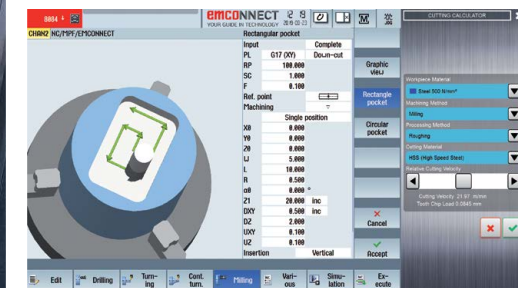 8084
EMCONNECT
YOUR GUIDE IN TECHNOLOGY
CUTTING CALCULATOR
CHAN2 NC/MPF/EMCONNECT
Rectangular pocket
Input Complete
PL G17 (XY) Down-cut
RP 100.000
SC 1.000
F 0.100
Ref. point
Machining
Single position
X0 0.000
Y0 0.000
Z0 0.000
W 5.000
L 10.000
R 0.500
α0 0.000 °
Z1 20.000 inc
DXY 0.500 inc
DZ 2.000
UXY 0.100
UZ 0.100
Insertion Vertical
Graphic
view
Rectangle
pocket
Circular
pocket
Cancel
Accept
Workpiece Material
Steel 500 N/mm²
Machining Method
Milling
Processing Method
Roughing
Cutting Material
HSS (High Speed Steel)
Relative Cutting Velocity
Cutting Velocity 21.97 m/min
Tooth Chip Load 0.0845 mm
Edit
Drilling
Turn-
ing
Cont.
turn.
Milling
Vari-
ous
Simu-
lation
Ex-
ecute